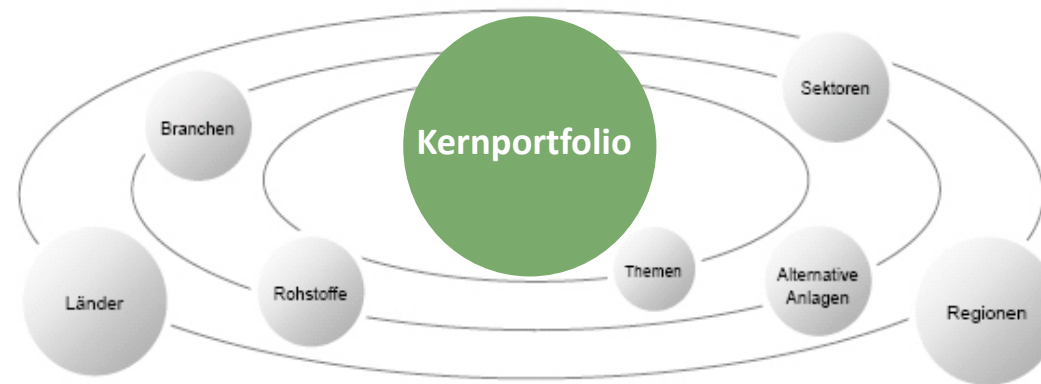 Sektoren
Branchen
Kernportfolio
Themen
Alternative
Anlagen
Rohstoffe
Länder
Regionen